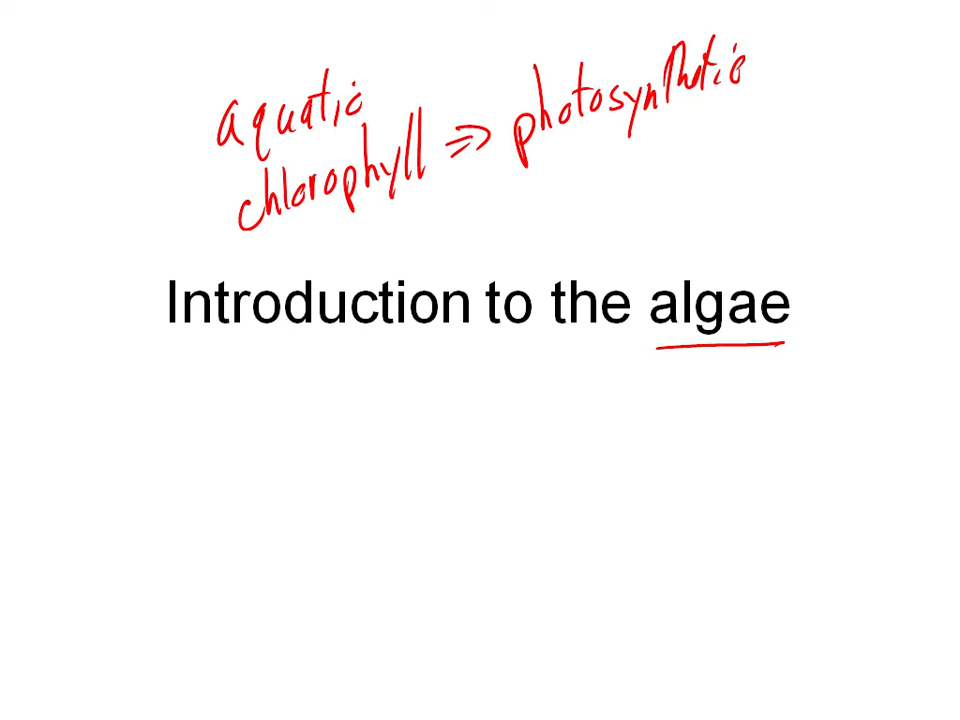 aquatic
chlorophyll ⇒ photosynthetic
Introduction to the algae